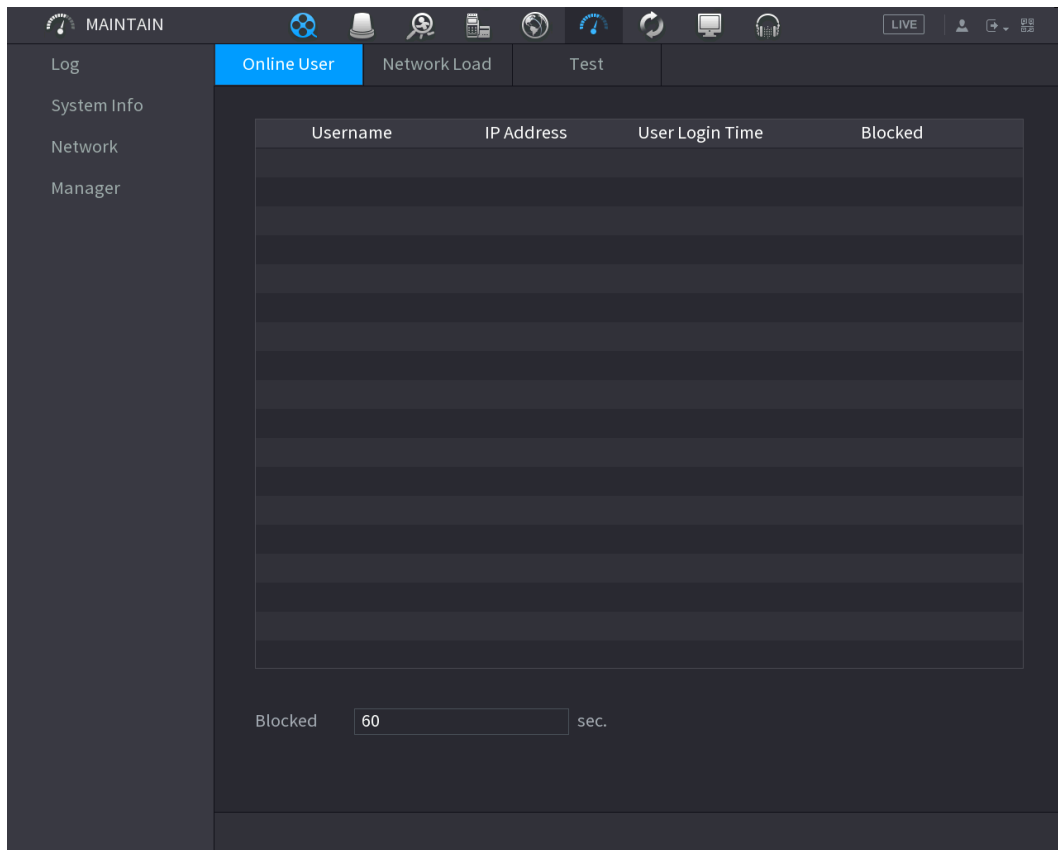 MAINTAIN
LIVE
Log
System Info
Network
Manager
Online User
Network Load
Test
Username IP Address User Login Time Blocked
Blocked 60 sec.